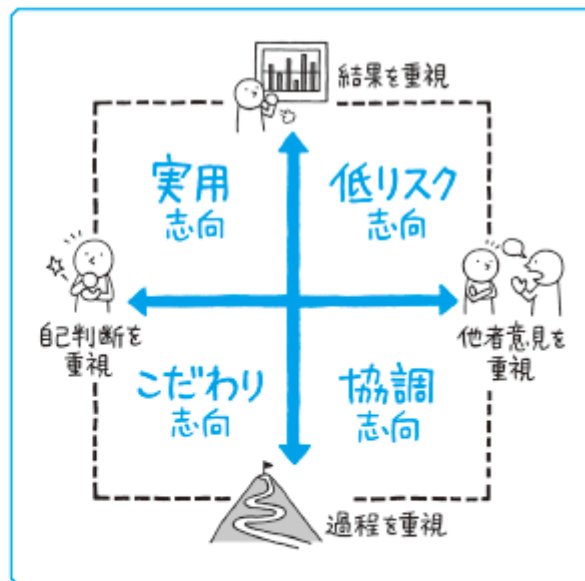 結果を重視
実用
志向
低リスク
志向
自己判断を
重視
他者意見を
重視
こだわり
志向
協調
志向
過程を重視